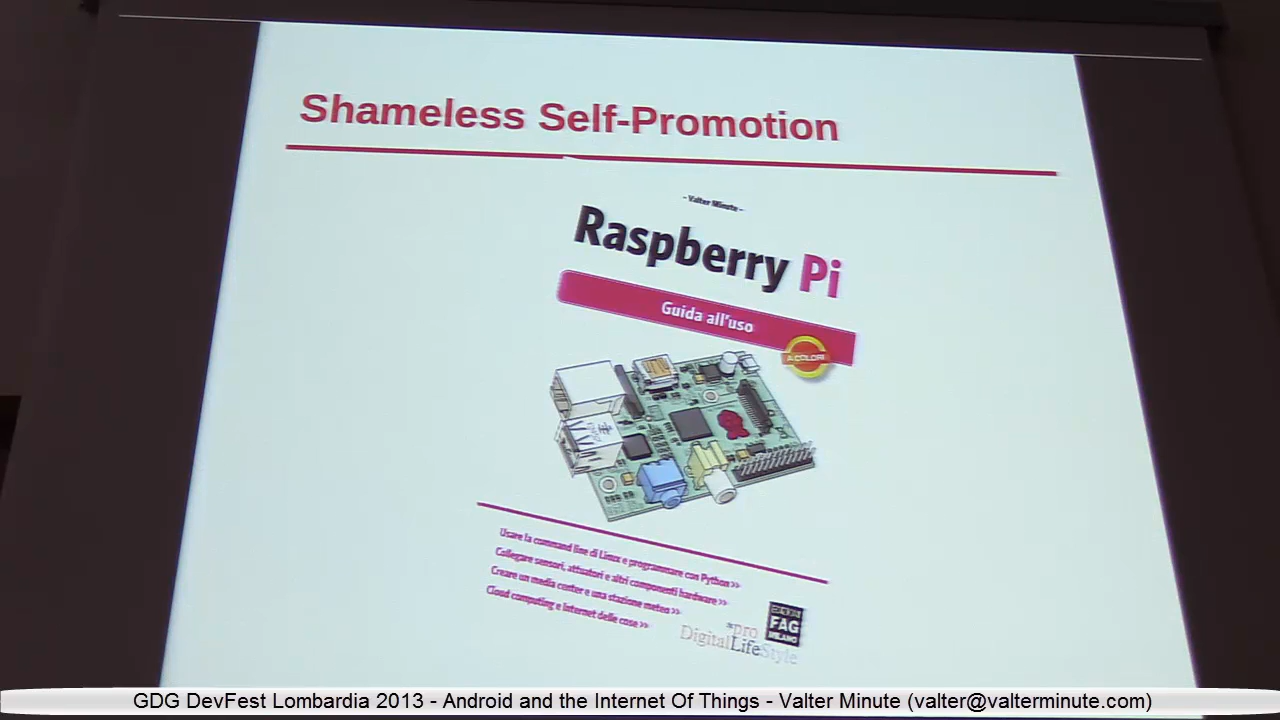 Shameless Self-Promotion
- Valter Minute -
Raspberry Pi
Guida all'uso
A COLORI
Usare la command line di Linux e programmare con Python >>
Collegare sensori, attuatori e altri componenti hardware >>
Creare un media center e una stazione meteo >>
Cloud computing e Internet delle cose >>
pro
DigitalLifeStyle
FAG
MILANO
GDG DevFest Lombardia 2013 - Android and the Internet Of Things - Valter Minute (valter@valterminute.com)